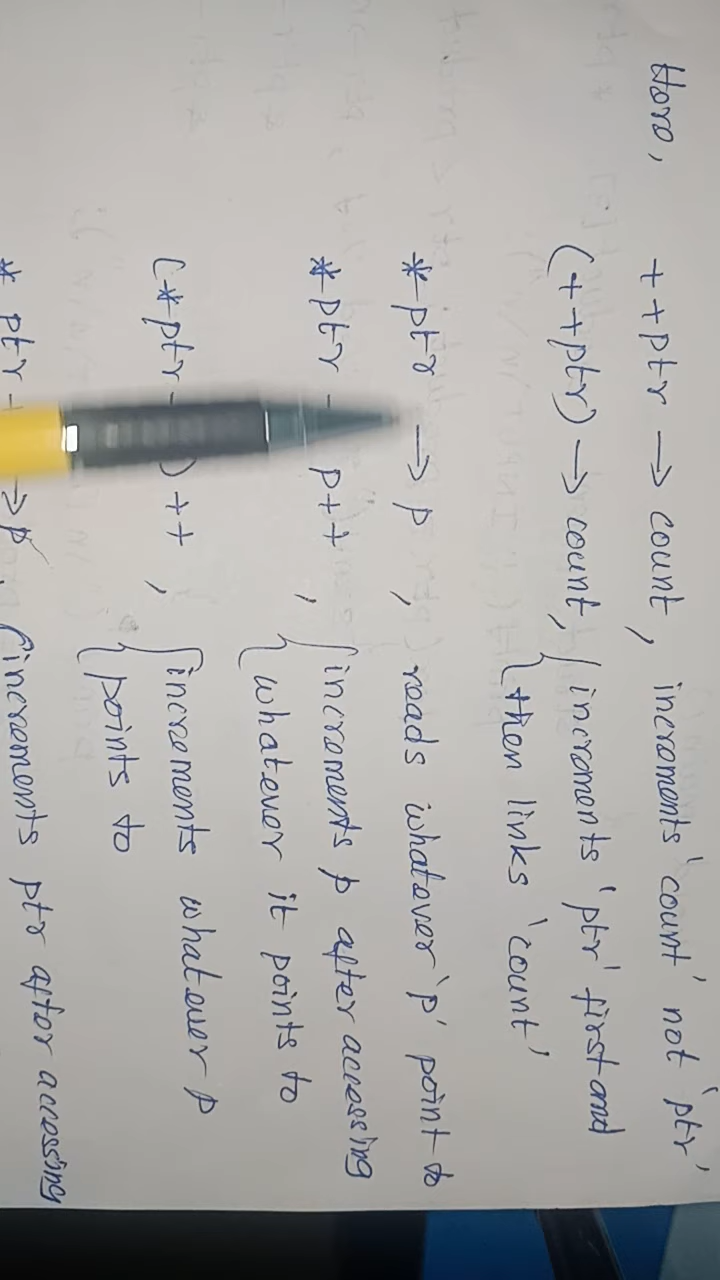 Here, ++ptr → count, increments 'count' not 'ptr'
(++ptr) → count, { increments 'ptr' first and
then links 'count'
*ptr → p, reads whatever 'p' point to
*ptr - p++, { increments p after accessing
whatever it points to
(*ptr - )++, { increments whatever p
points to
*ptr → p, { increments ptr after accessing